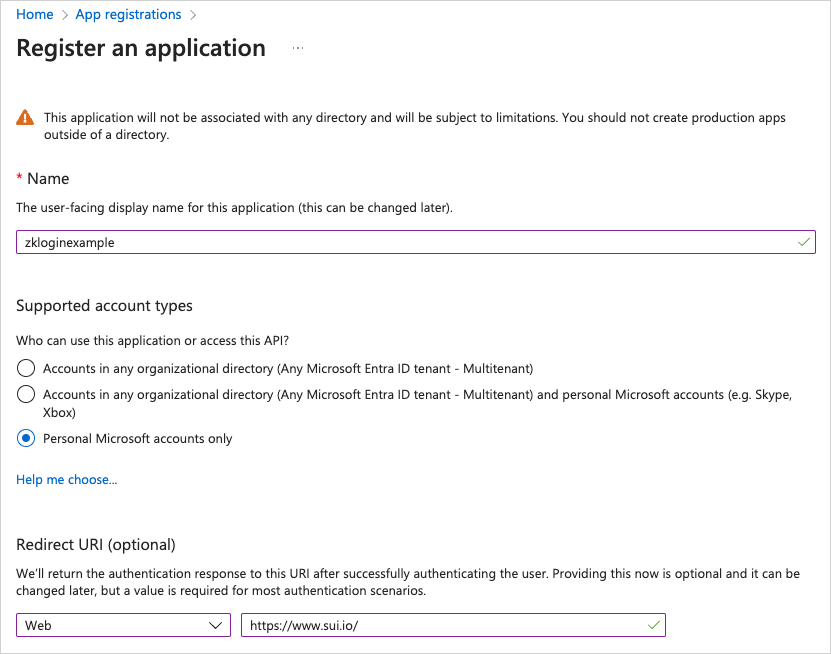 Home > App registrations >
Register an application ...
This application will not be associated with any directory and will be subject to limitations. You should not create production apps
outside of a directory.
* Name
The user-facing display name for this application (this can be changed later).
zkloginexample
Supported account types
Who can use this application or access this API?
Accounts in any organizational directory (Any Microsoft Entra ID tenant - Multitenant)
Accounts in any organizational directory (Any Microsoft Entra ID tenant - Multitenant) and personal Microsoft accounts (e.g. Skype,
Xbox)
Personal Microsoft accounts only
Help me choose...
Redirect URI (optional)
We'll return the authentication response to this URI after successfully authenticating the user. Providing this now is optional and it can be
changed later, but a value is required for most authentication scenarios.
Web https://www.sui.io/